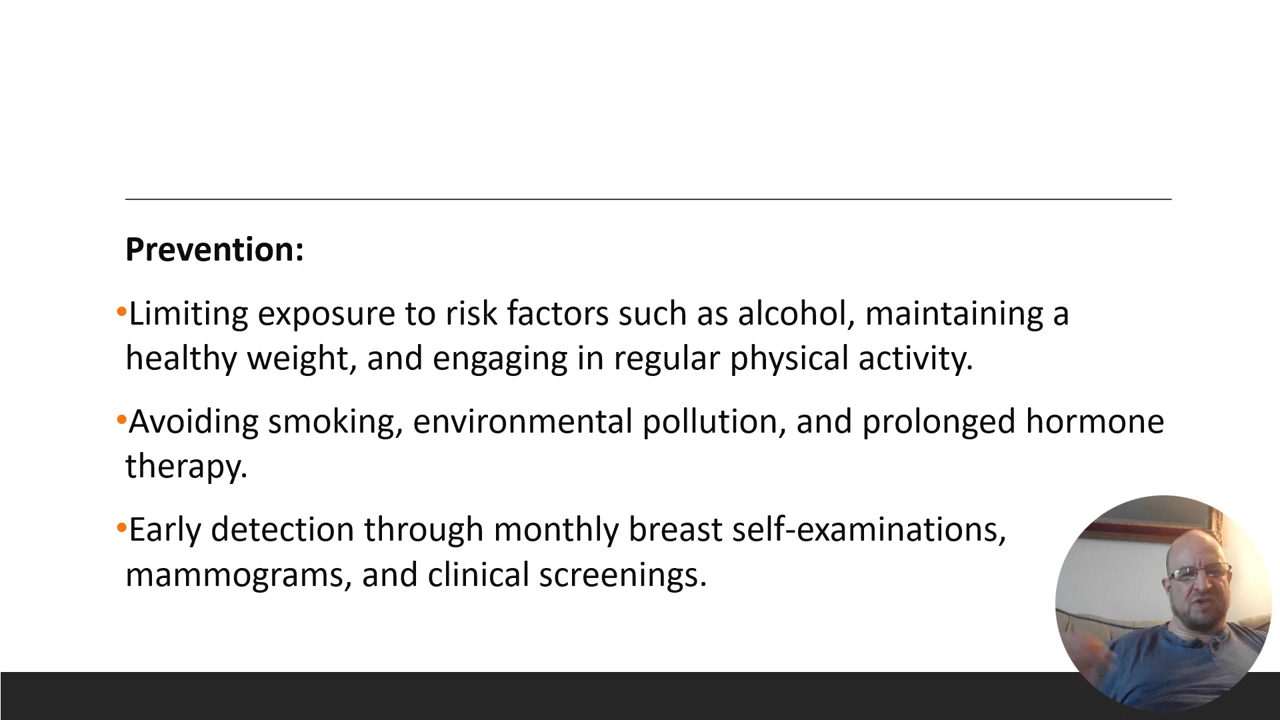 Prevention:
•Limiting exposure to risk factors such as alcohol, maintaining a
healthy weight, and engaging in regular physical activity.
•Avoiding smoking, environmental pollution, and prolonged hormone
therapy.
•Early detection through monthly breast self-examinations,
mammograms, and clinical screenings.